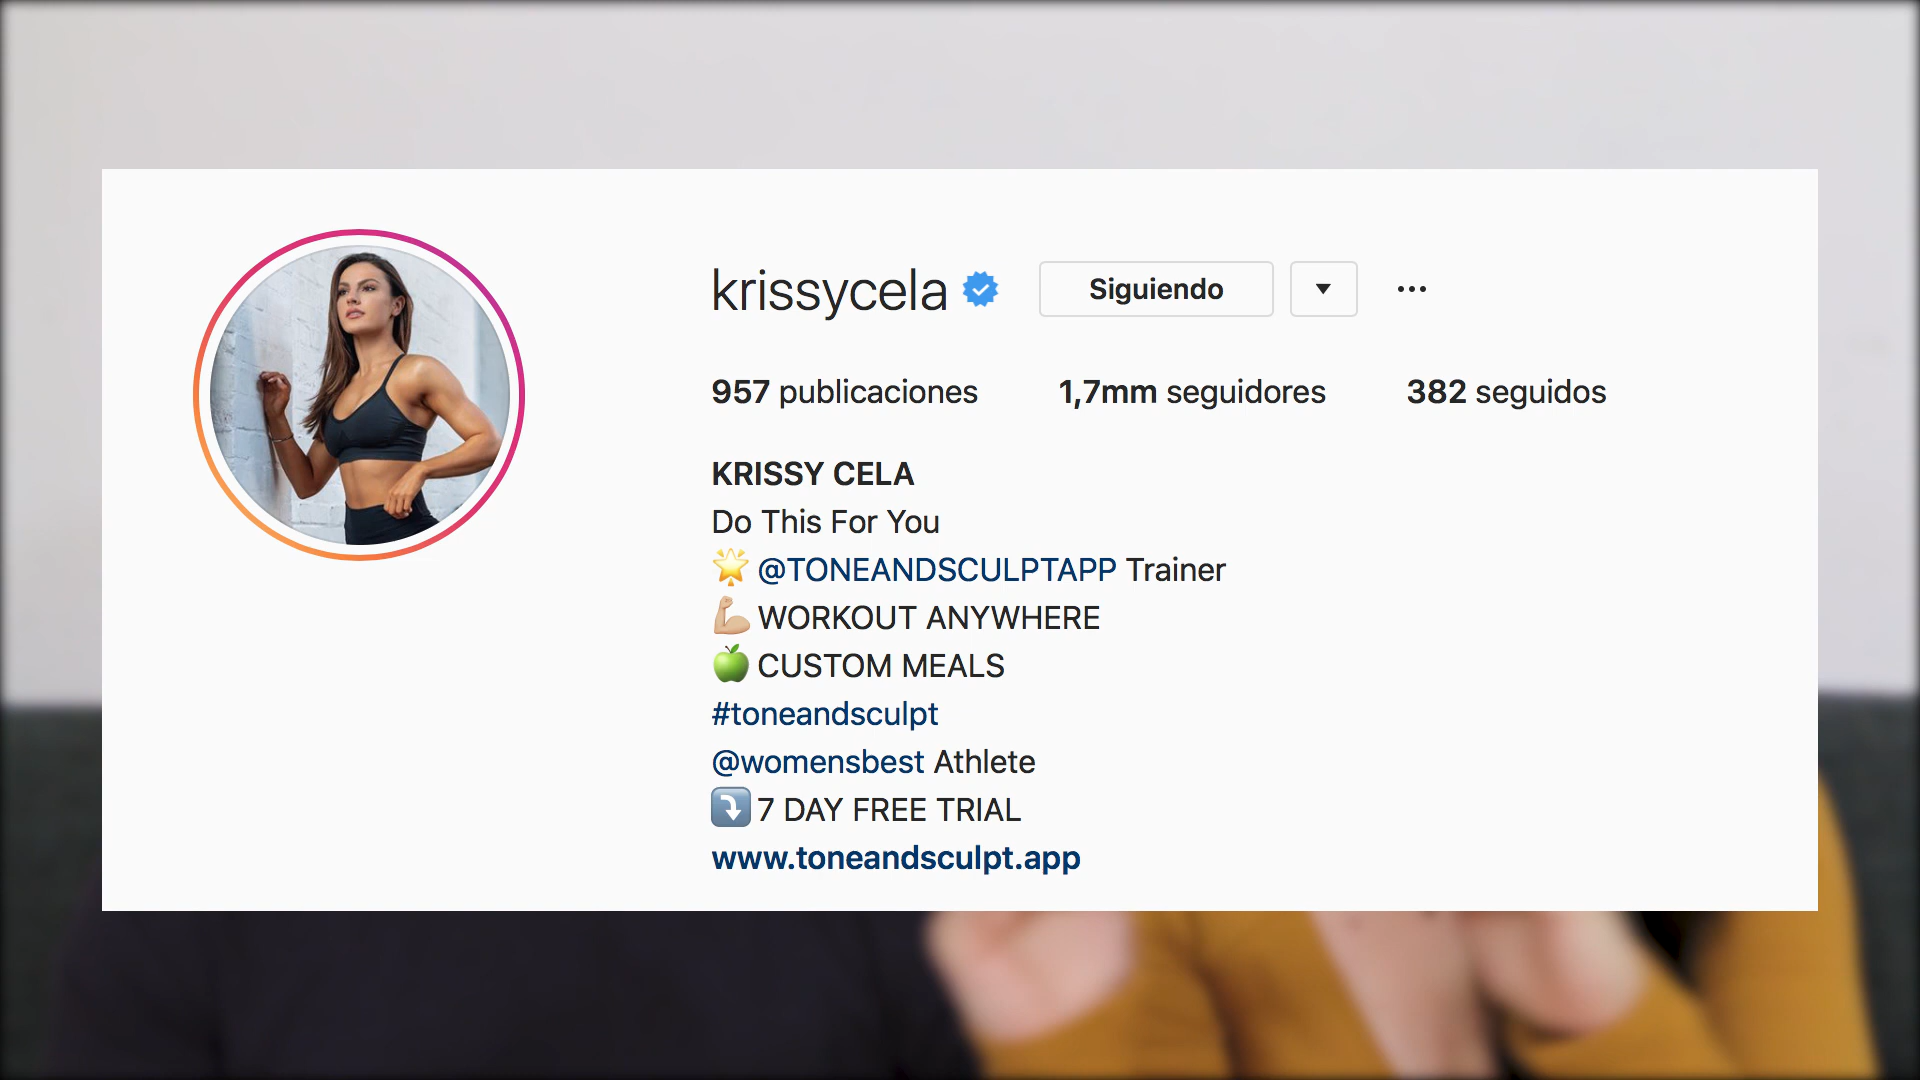 krissycela Siguiendo
957 publicaciones 1,7mm seguidores 382 seguidos
KRISSY CELA
Do This For You
🌟 @TONEANDSCULPTAPP Trainer
💪🏼 WORKOUT ANYWHERE
🍏 CUSTOM MEALS
#toneandsculpt
@womensbest Athlete
⤵️ 7 DAY FREE TRIAL
www.toneandsculpt.app